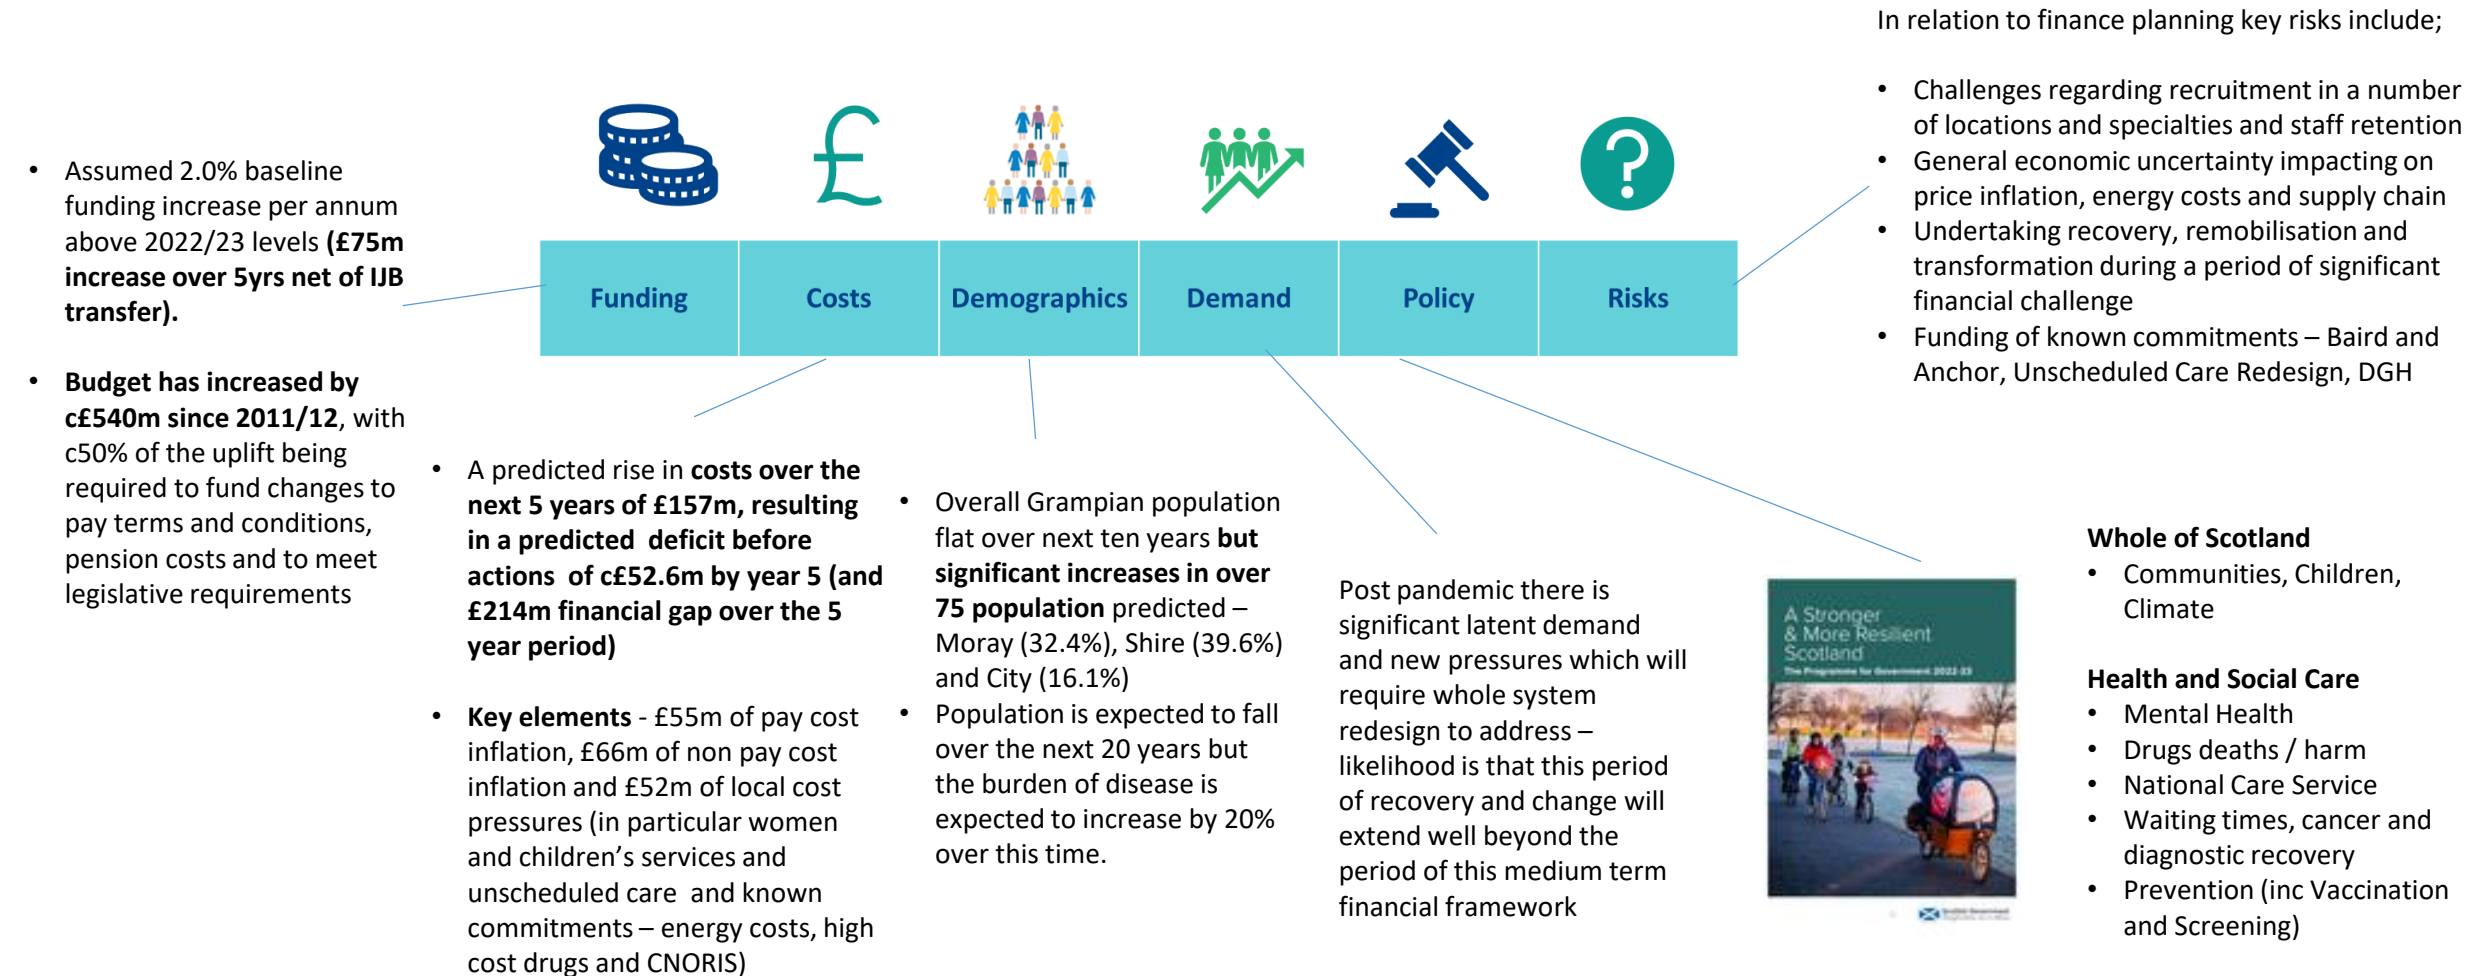 In relation to finance planning key risks include;
• Challenges regarding recruitment in a number
of locations and specialties and staff retention
• General economic uncertainty impacting on
price inflation, energy costs and supply chain
• Undertaking recovery, remobilisation and
transformation during a period of significant
financial challenge
• Funding of known commitments – Baird and
Anchor, Unscheduled Care Redesign, DGH
• Assumed 2.0% baseline
funding increase per annum
above 2022/23 levels (£75m
increase over 5yrs net of IJB
transfer).
• Budget has increased by
c£540m since 2011/12, with
c50% of the uplift being
required to fund changes to
pay terms and conditions,
pension costs and to meet
legislative requirements
Funding
Costs
Demographics
Demand
Policy
Risks
• A predicted rise in costs over the
next 5 years of £157m, resulting
in a predicted deficit before
actions of c£52.6m by year 5 (and
£214m financial gap over the 5
year period)
• Key elements - £55m of pay cost
inflation, £66m of non pay cost
inflation and £52m of local cost
pressures (in particular women
and children’s services and
unscheduled care and known
commitments – energy costs, high
cost drugs and CNORIS)
• Overall Grampian population
flat over next ten years but
significant increases in over
75 population predicted –
Moray (32.4%), Shire (39.6%)
and City (16.1%)
• Population is expected to fall
over the next 20 years but
the burden of disease is
expected to increase by 20%
over this time.
Post pandemic there is
significant latent demand
and new pressures which will
require whole system
redesign to address –
likelihood is that this period
of recovery and change will
extend well beyond the
period of this medium term
financial framework
A Stronger
& More Resilient
Scotland
The Programme for Government 2022-23
Whole of Scotland
• Communities, Children,
Climate
Health and Social Care
• Mental Health
• Drugs deaths / harm
• National Care Service
• Waiting times, cancer and
diagnostic recovery
• Prevention (inc Vaccination
and Screening)